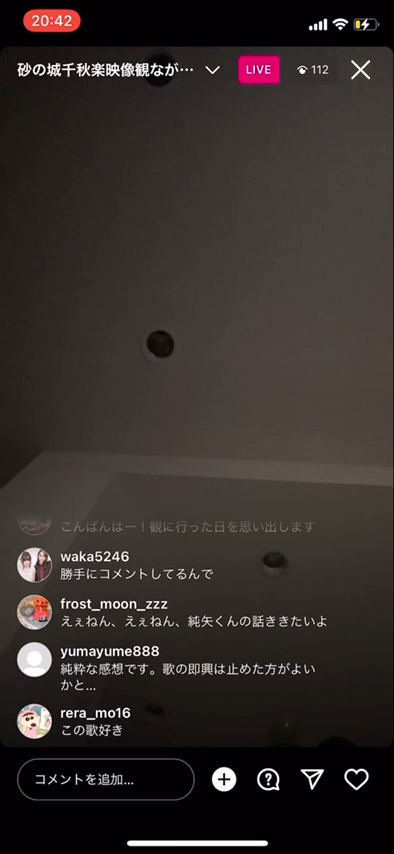 20:42
砂の城千秋楽映像観なが…
LIVE
112
こんばんはー！観に行った日を思い出します
waka5246
勝手にコメントしてるんで
frost_moon_zzz
えぇねん、えぇねん、純矢くんの話ききたいよ
yumayume888
純粋な感想です。歌の即興は止めた方がよい
かと...
rera_mo16
この歌好き
コメントを追加...